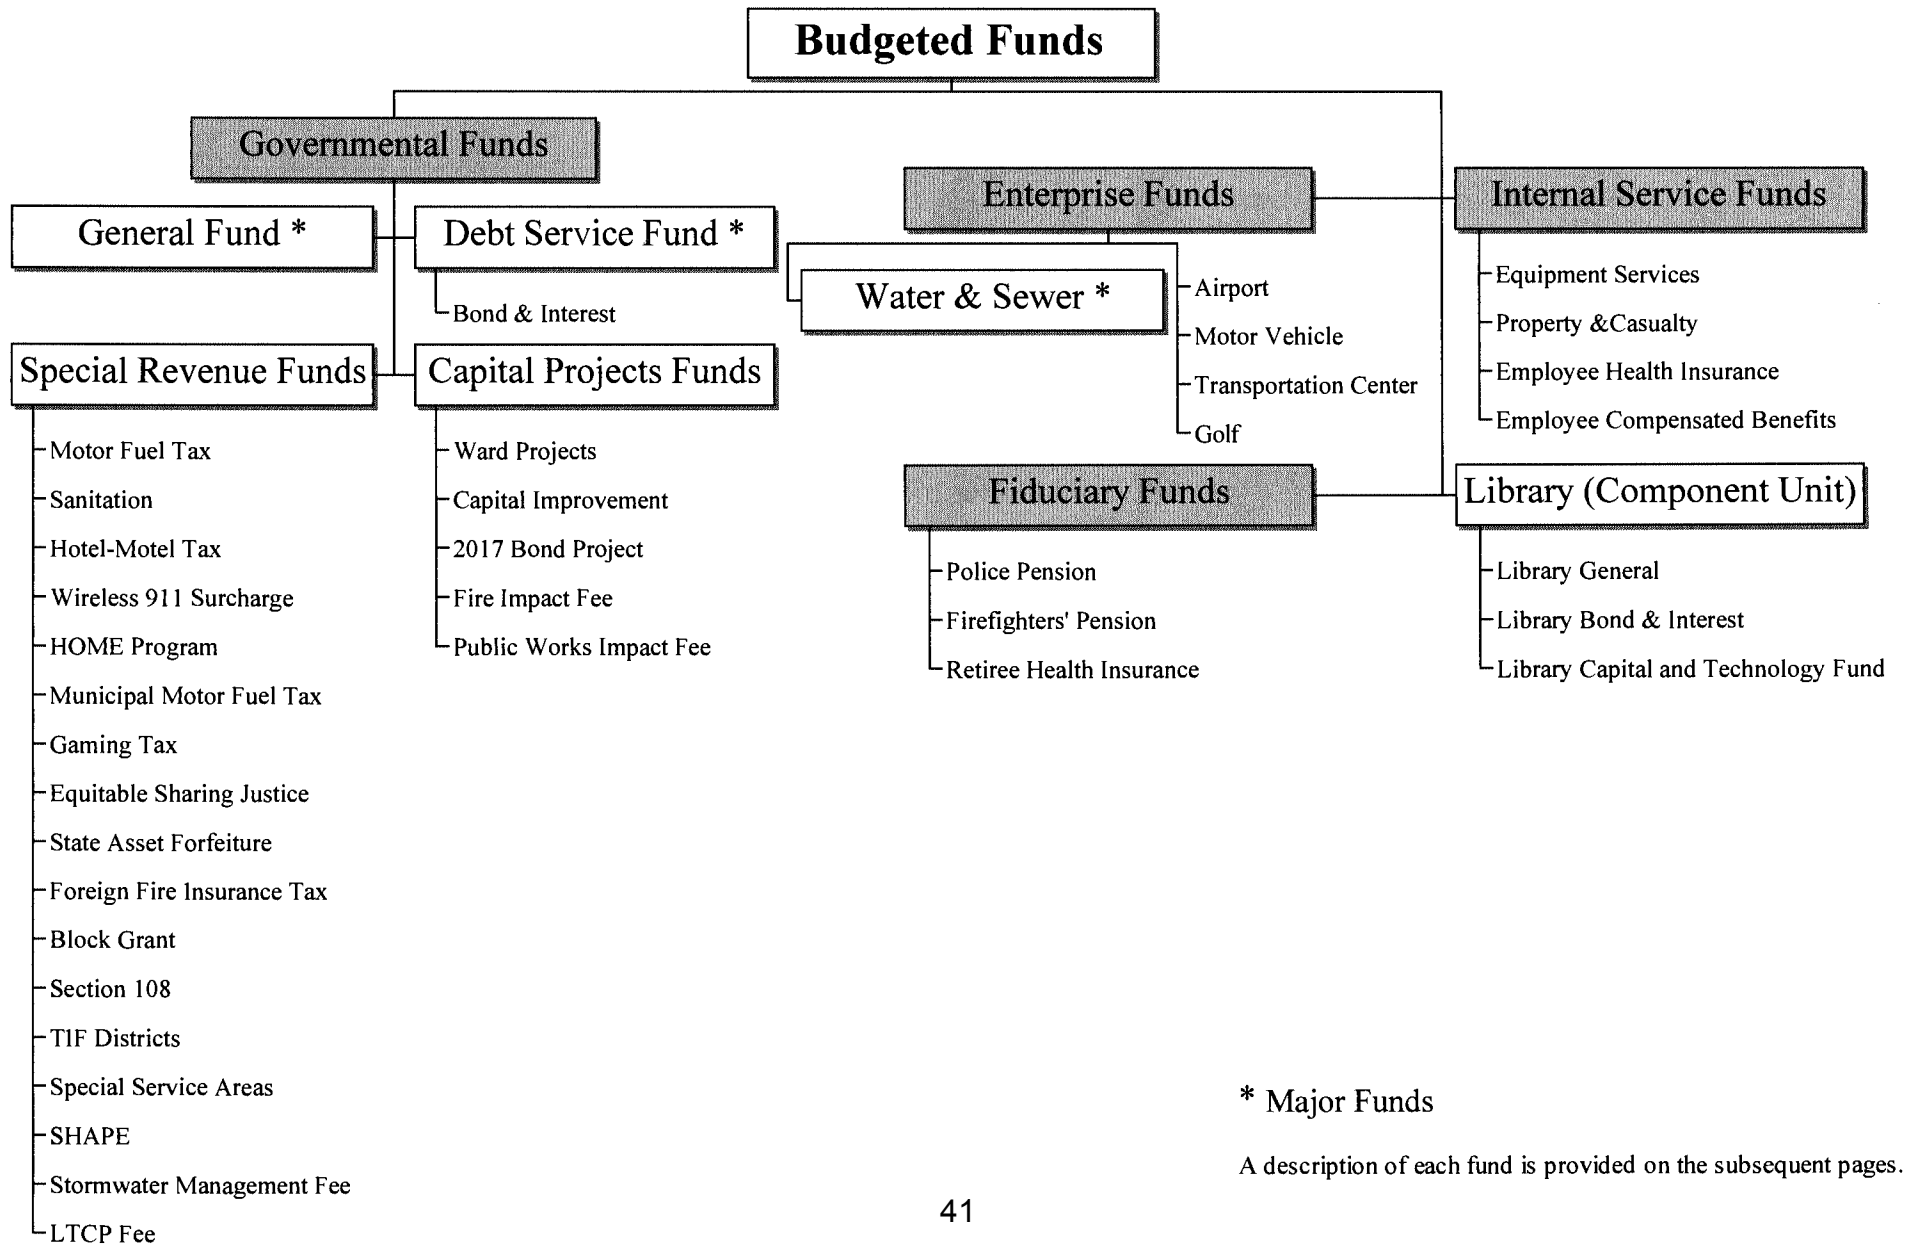 Budgeted Funds
Governmental Funds
General Fund *
Debt Service Fund *
Bond & Interest
Special Revenue Funds
Motor Fuel Tax
Sanitation
Hotel-Motel Tax
Wireless 911 Surcharge
HOME Program
Municipal Motor Fuel Tax
Gaming Tax
Equitable Sharing Justice
State Asset Forfeiture
Foreign Fire Insurance Tax
Block Grant
Section 108
TIF Districts
Special Service Areas
SHAPE
Stormwater Management Fee
LTCP Fee
Capital Projects Funds
Ward Projects
Capital Improvement
2017 Bond Project
Fire Impact Fee
Public Works Impact Fee
Enterprise Funds
Water & Sewer *
Airport
Motor Vehicle
Transportation Center
Golf
Internal Service Funds
Equipment Services
Property &Casualty
Employee Health Insurance
Employee Compensated Benefits
Fiduciary Funds
Police Pension
Firefighters' Pension
Retiree Health Insurance
Library (Component Unit)
Library General
Library Bond & Interest
Library Capital and Technology Fund
* Major Funds
A description of each fund is provided on the subsequent pages.
41